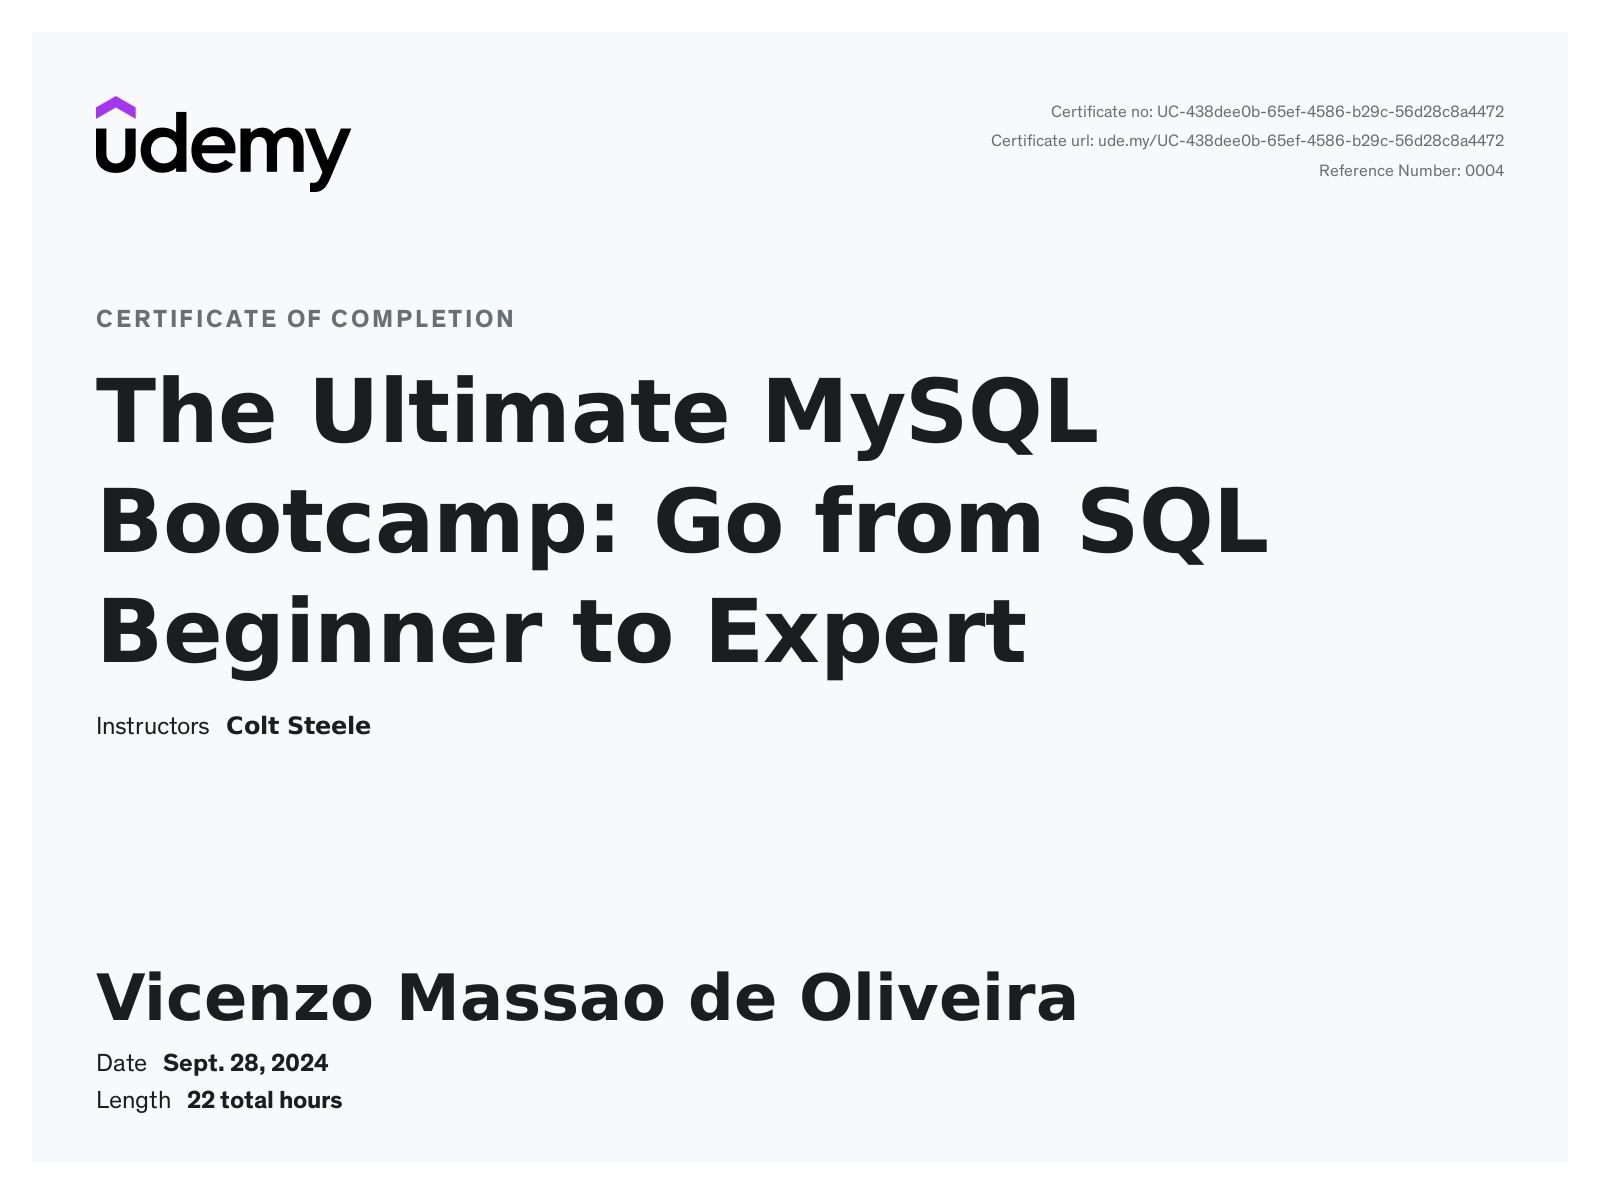 udemy
Certificate no: UC-438dee0b-65ef-4586-b29c-56d28c8a4472
Certificate url: ude.my/UC-438dee0b-65ef-4586-b29c-56d28c8a4472
Reference Number: 0004
CERTIFICATE OF COMPLETION
The Ultimate MySQL
Bootcamp: Go from SQL
Beginner to Expert
Instructors Colt Steele
Vicenzo Massao de Oliveira
Date Sept. 28, 2024
Length 22 total hours